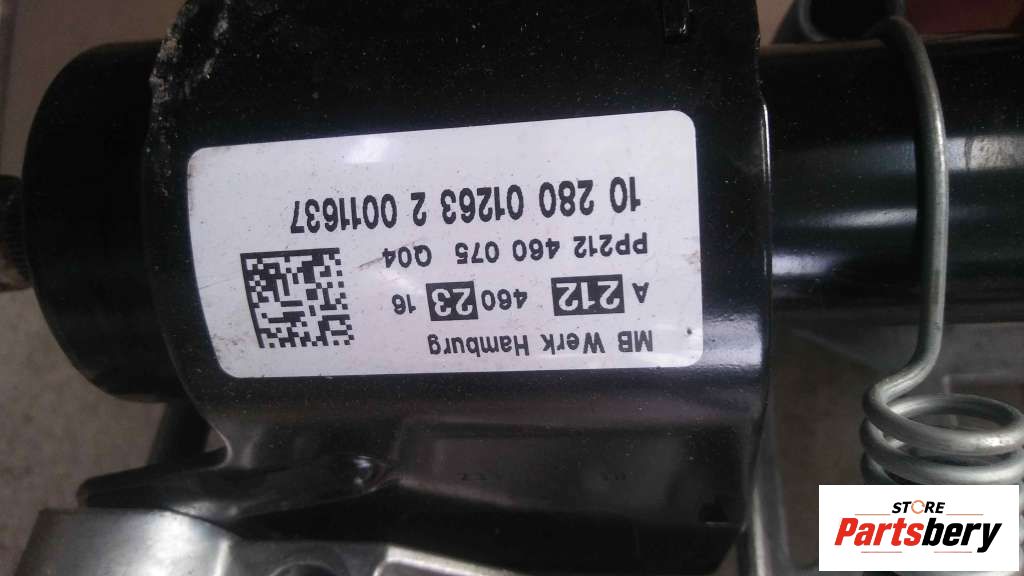 MB Werk Hamburg
A 212 460 23 16
PP212 460 075 Q04
10 280 01263 2 0011637
STORE
Partsbery